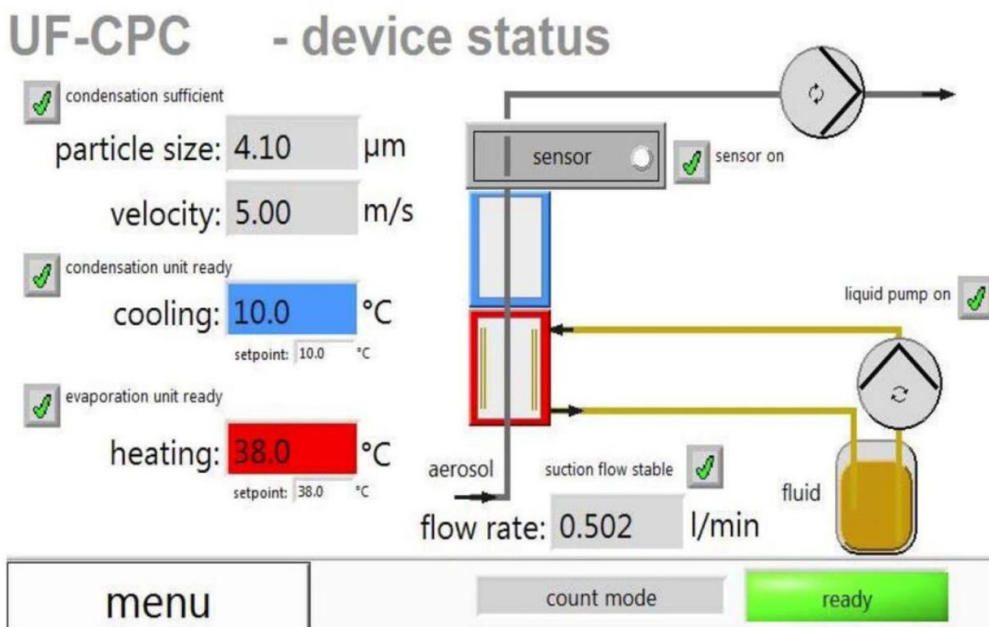 UF-CPC - device status
condensation sufficient
particle size: 4.10 µm
velocity: 5.00 m/s
condensation unit ready
cooling: 10.0 °C
setpoint: 10.0 °C
evaporation unit ready
heating: 38.0 °C
setpoint: 38.0 °C
sensor
sensor on
liquid pump on
aerosol
suction flow stable
fluid
flow rate: 0.502 l/min
menu
count mode
ready